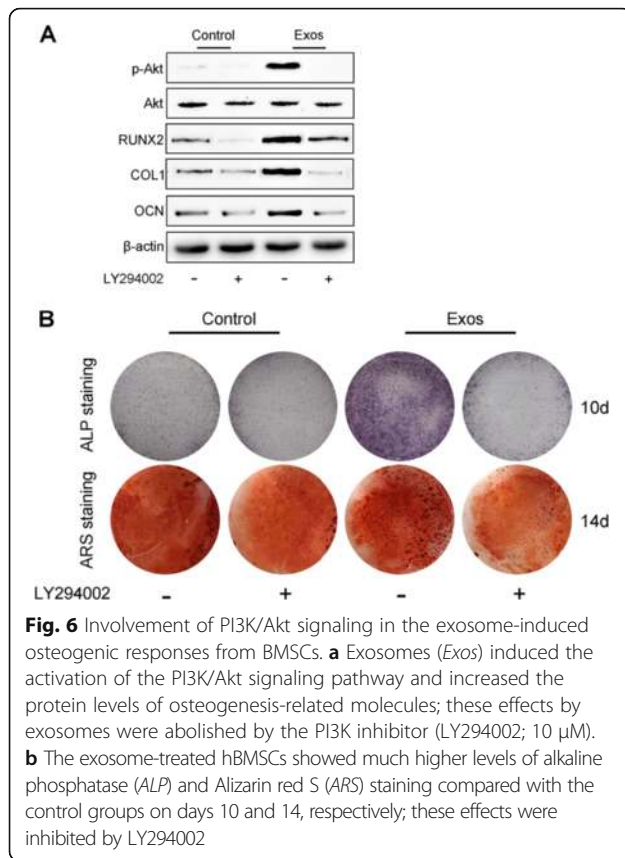 A
Control Exos
p-Akt
Akt
RUNX2
COL1
OCN
β-actin
LY294002 - + - +
B
Control Exos
ALP staining
10d
ARS staining
14d
LY294002 - + - +
Fig. 6 Involvement of PI3K/Akt signaling in the exosome-induced
osteogenic responses from BMSCs. a Exosomes (Exos) induced the
activation of the PI3K/Akt signaling pathway and increased the
protein levels of osteogenesis-related molecules; these effects by
exosomes were abolished by the PI3K inhibitor (LY294002; 10 μM).
b The exosome-treated hBMSCs showed much higher levels of alkaline
phosphatase (ALP) and Alizarin red S (ARS) staining compared with the
control groups on days 10 and 14, respectively; these effects were
inhibited by LY294002